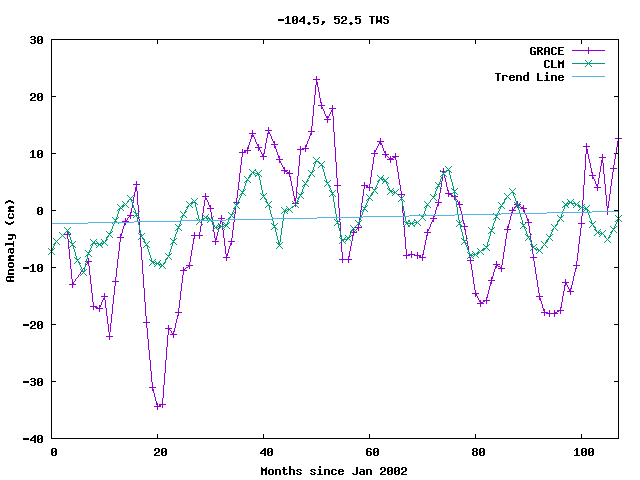 -104.5, 52.5 TWS
GRACE
CLM
Trend Line
30
20
10
0
-10
-20
-30
-40
Anomaly (cm)
0 20 40 60 80 100
Months since Jan 2002